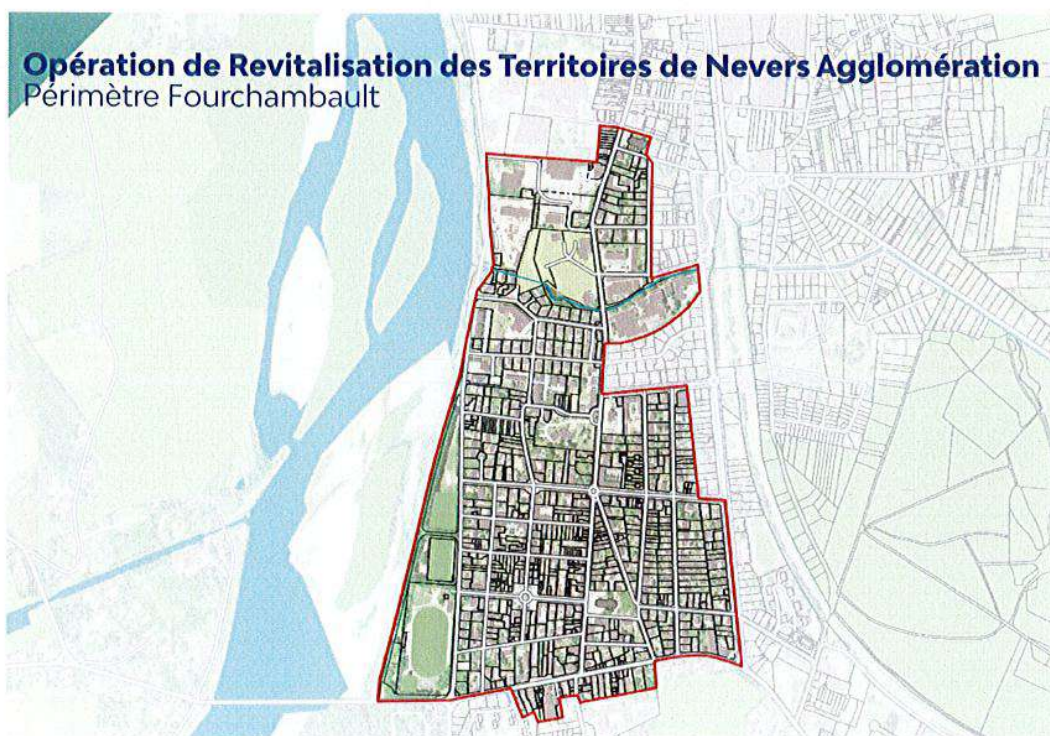 Opération de Revitalisation des Territoires de Nevers Agglomération
Périmètre Fourchambault